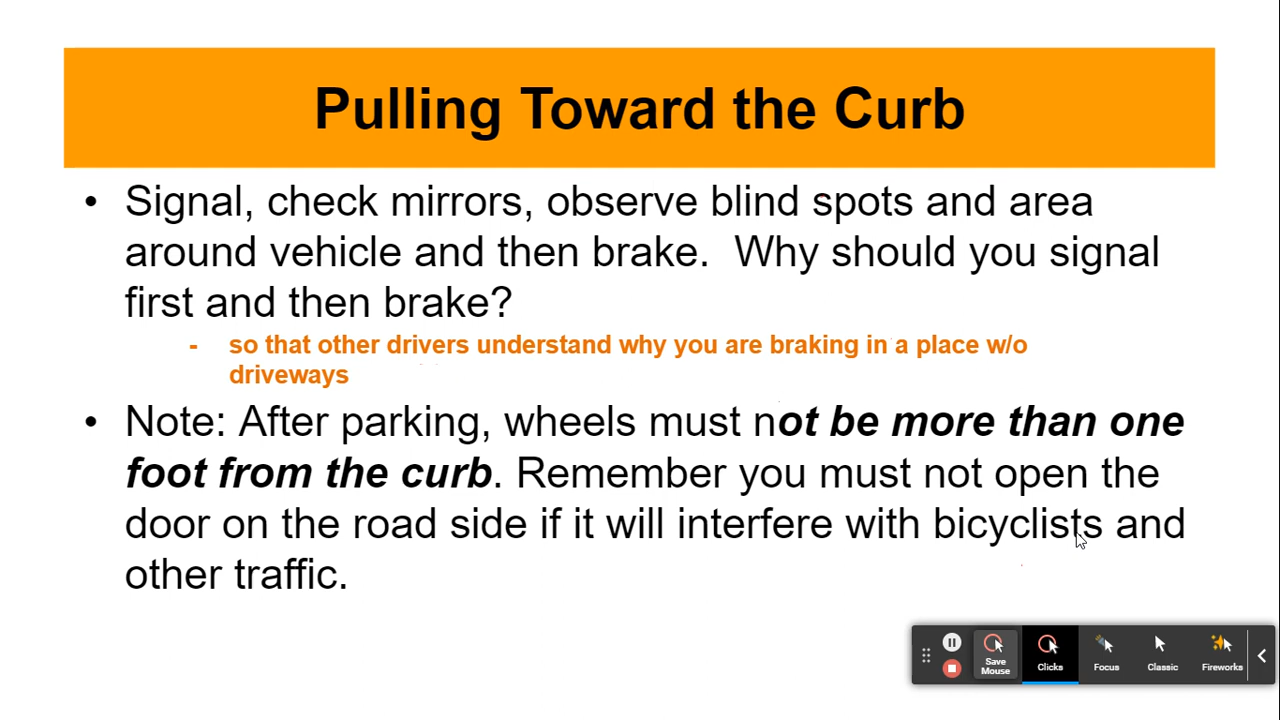 Pulling Toward the Curb
• Signal, check mirrors, observe blind spots and area
around vehicle and then brake.  Why should you signal
first and then brake?
- so that other drivers understand why you are braking in a place w/o
driveways
• Note: After parking, wheels must not be more than one
foot from the curb. Remember you must not open the
door on the road side if it will interfere with bicyclists and
other traffic.
Save
Mouse
Clicks
Focus
Classic
Fireworks